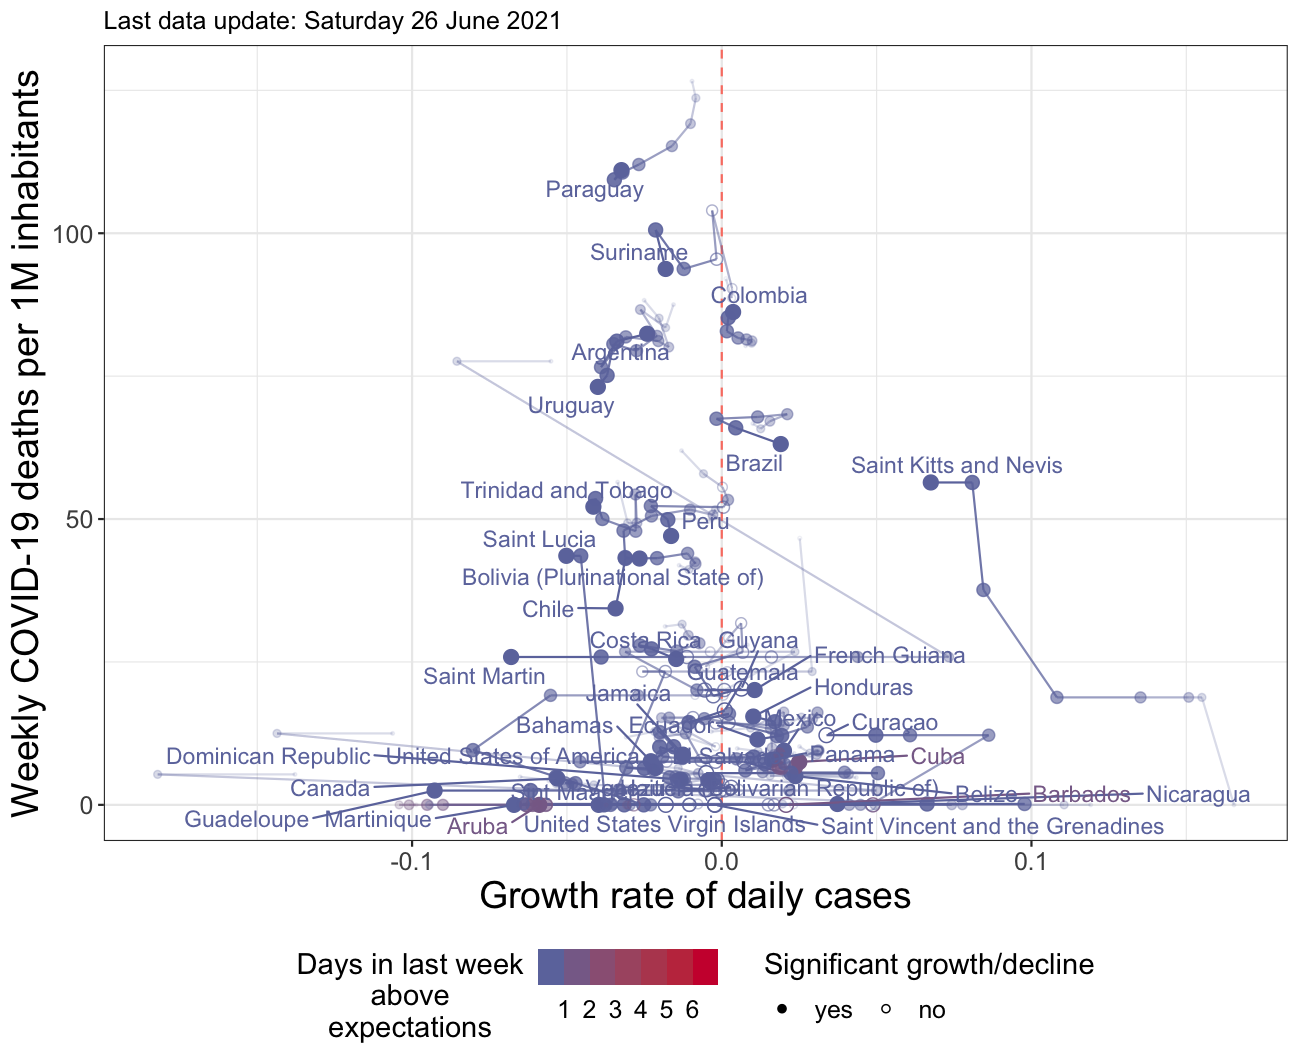 Last data update: Saturday 26 June 2021
Weekly COVID-19 deaths per 1M inhabitants
100
50
0
Paraguay
Suriname
Colombia
Argentina
Uruguay
Brazil
Saint Kitts and Nevis
Trinidad and Tobago
Peru
Saint Lucia
Bolivia (Plurinational State of)
Chile
Costa Rica
Guyana
French Guiana
Saint Martin
Guatemala
Jamaica
Honduras
Bahamas
Ecuador
Mexico
Curacao
Dominican Republic
United States of America
Panama
Cuba
Canada
(Bolivarian Republic of)
Belize
Barbados
Nicaragua
Guadeloupe
Martinique
Aruba
United States Virgin Islands
Saint Vincent and the Grenadines
-0.1
0.0
0.1
Growth rate of daily cases
Days in last week
above
expectations
1 2 3 4 5 6
Significant growth/decline
yes
no